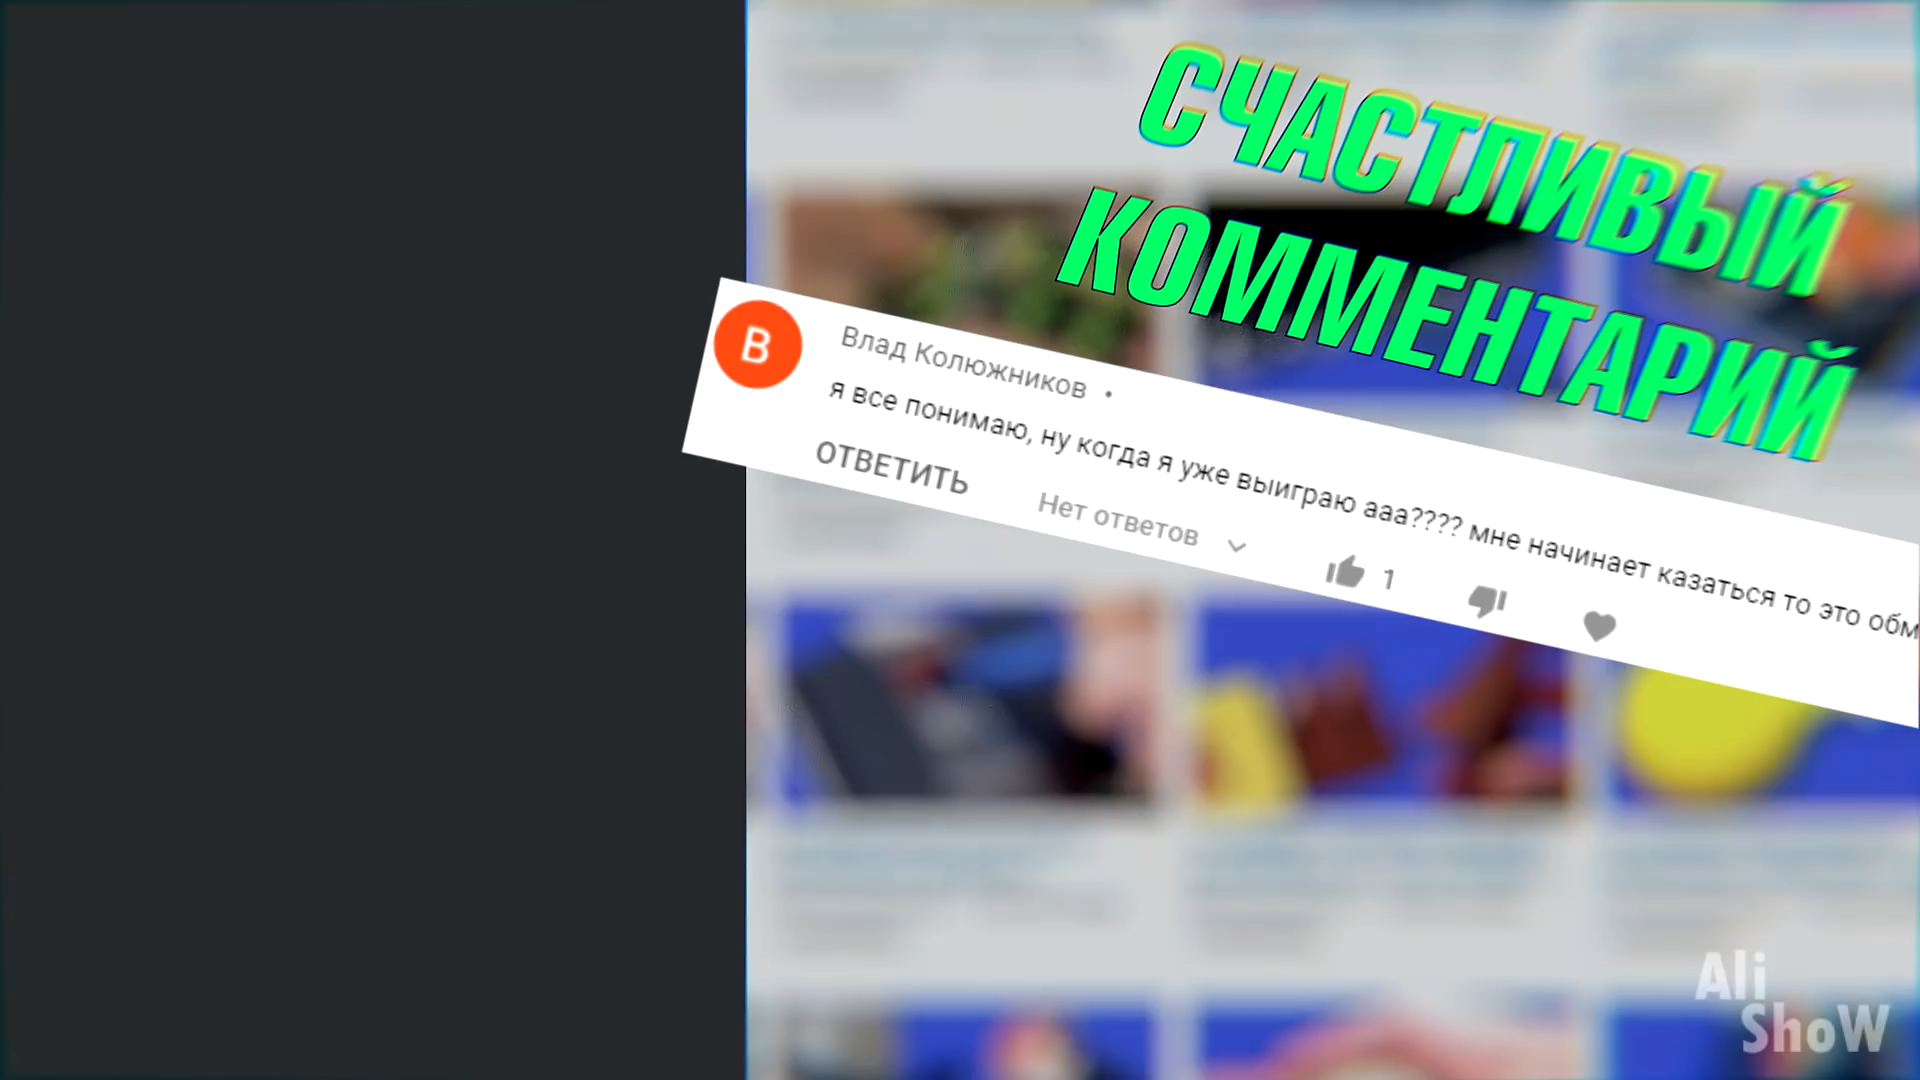 СЧАСТЛИВЫЙ
КОММЕНТАРИЙ
В
Влад Колюжников •
я все понимаю, ну когда я уже выиграю ааа???? мне начинает казаться то это обм
ОТВЕТИТЬ
Нет ответов
1
Ali
ShoW